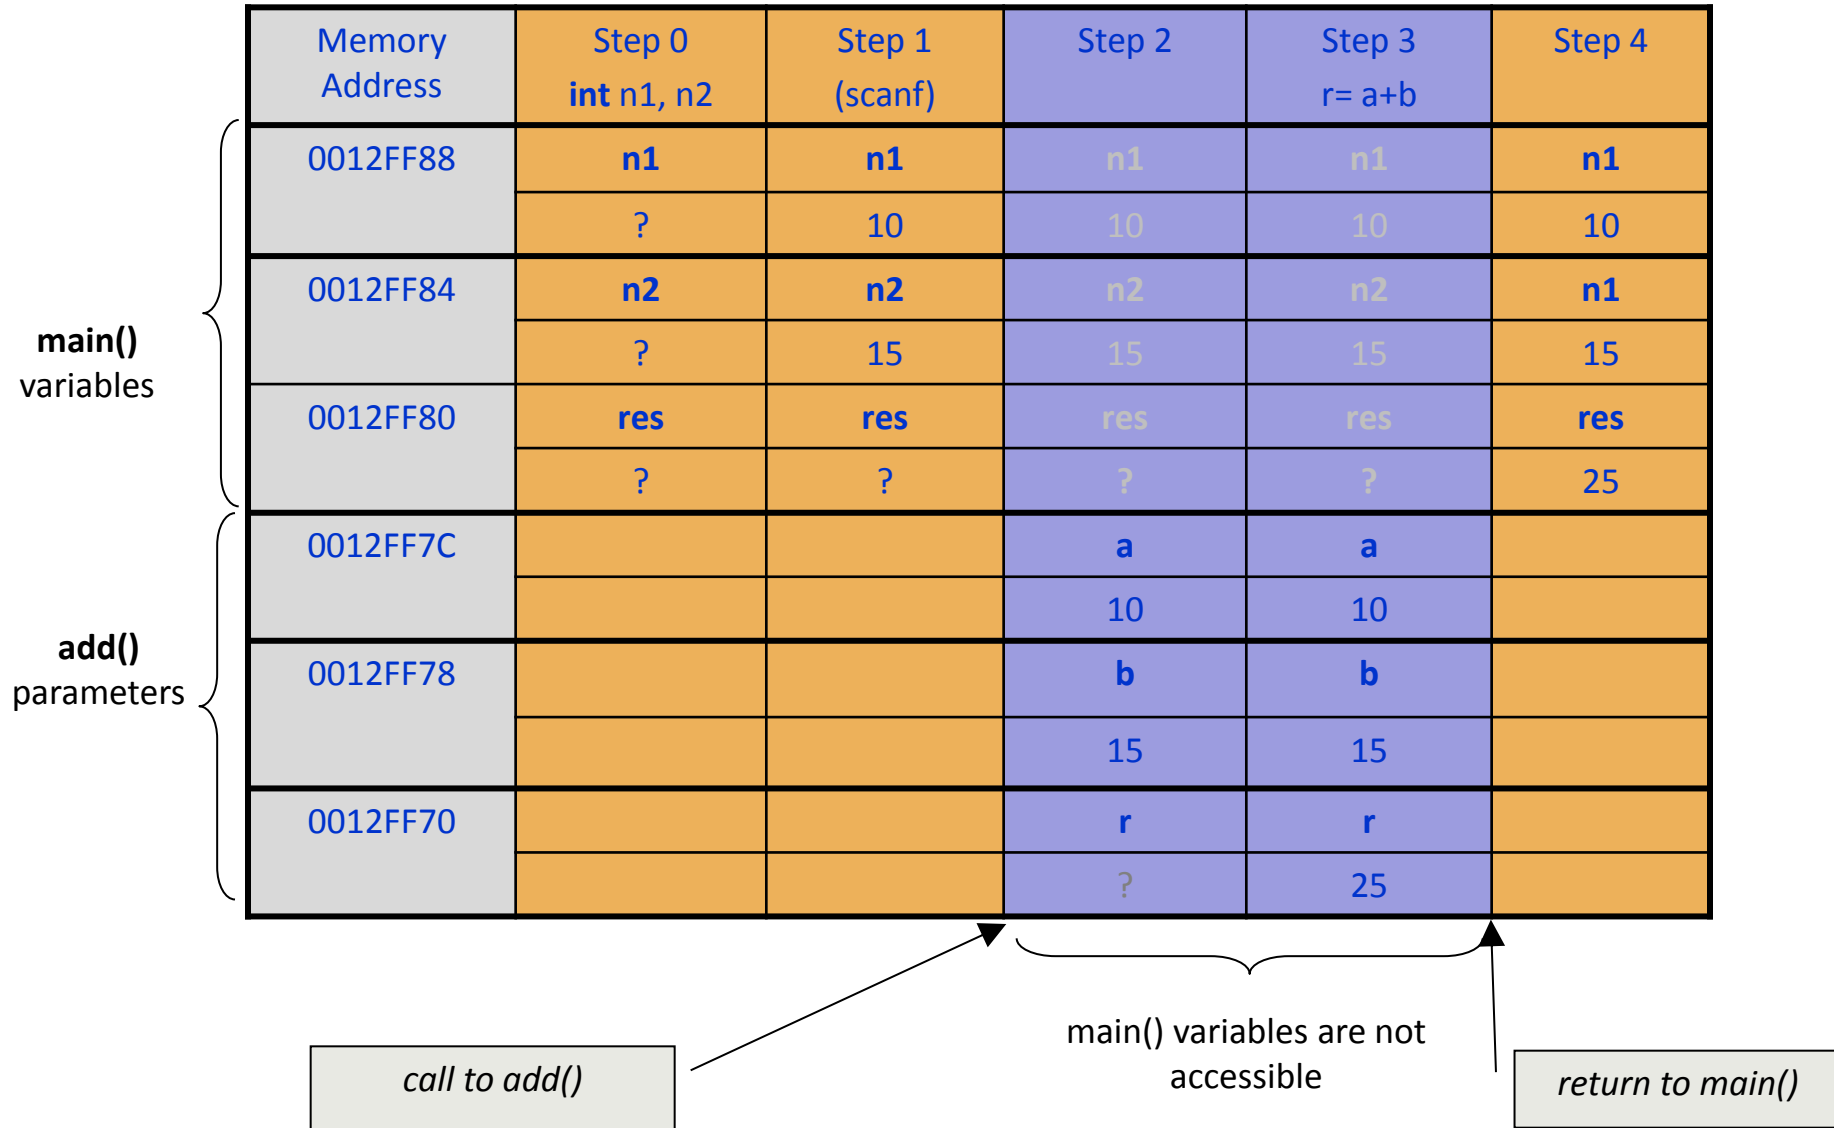 Memory Address Step 0 int n1, n2 Step 1 (scanf) Step 2 Step 3 r= a+b Step 4
0012FF88 n1 n1 n1 n1 n1
? 10 10 10 10
0012FF84 n2 n2 n2 n2 n1
? 15 15 15 15
0012FF80 res res res res res
? ? ? ? 25
0012FF7C a a
10 10
0012FF78 b b
15 15
0012FF70 r r
? 25
main()
variables
add()
parameters
call to add()
main() variables are not
accessible
return to main()